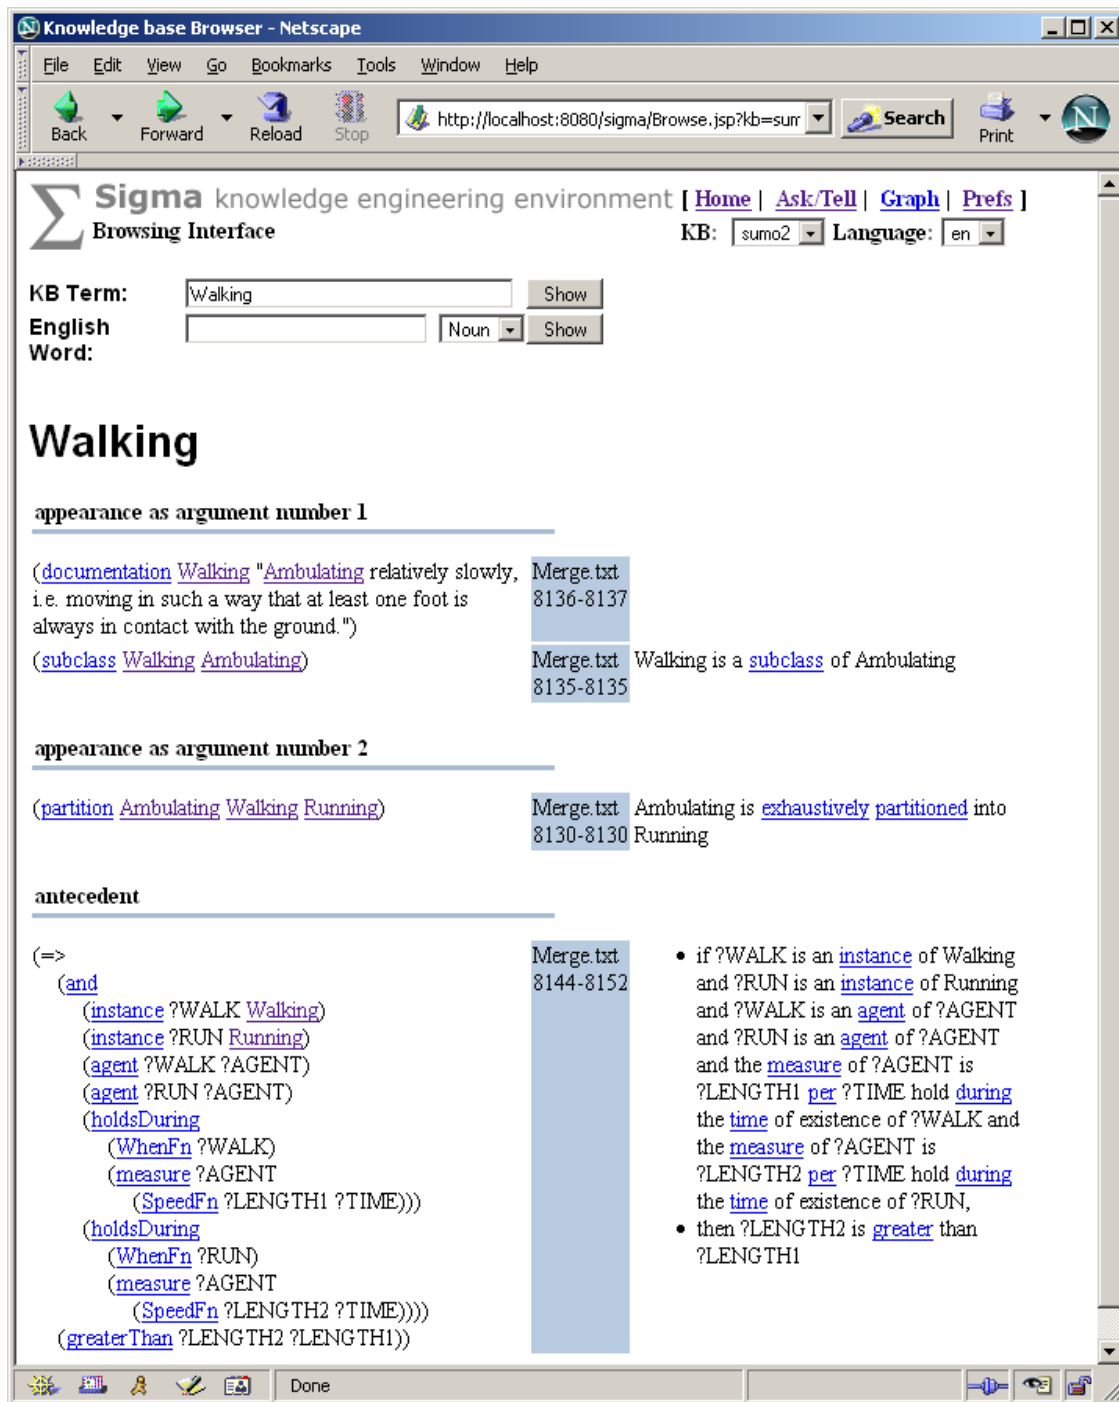 Knowledge base Browser - Netscape
File Edit View Go Bookmarks Tools Window Help
Back Forward Reload Stop http://localhost:8080/sigma/Browse.jsp?kb=sum Search Print N
Σ Sigma knowledge engineering environment [ Home | Ask/Tell | Graph | Prefs ]
Browsing Interface KB: sumo2 Language: en
KB Term: Walking Show
English Noun Show
Word:
Walking
appearance as argument number 1
(documentation Walking "Ambulating relatively slowly, Merge.txt
i.e. moving in such a way that at least one foot is 8136-8137
always in contact with the ground.")
(subclass Walking Ambulating) Merge.txt Walking is a subclass of Ambulating
8135-8135
appearance as argument number 2
(partition Ambulating Walking Running) Merge.txt Ambulating is exhaustively partitioned into
8130-8130 Running
antecedent
(=> Merge.txt • if ?WALK is an instance of Walking
(and 8144-8152 and ?RUN is an instance of Running
(instance ?WALK Walking) and ?WALK is an agent of ?AGENT
(instance ?RUN Running) and ?RUN is an agent of ?AGENT
(agent ?WALK ?AGENT) and the measure of ?AGENT is
(agent ?RUN ?AGENT) ?LENGTH1 per ?TIME hold during
(holdsDuring the time of existence of ?WALK and
(WhenFn ?WALK) the measure of ?AGENT is
(measure ?AGENT ?LENGTH2 per ?TIME hold during
(SpeedFn ?LENGTH1 ?TIME))) the time of existence of ?RUN,
(holdsDuring • then ?LENGTH2 is greater than
(WhenFn ?RUN) ?LENGTH1
(measure ?AGENT
(SpeedFn ?LENGTH2 ?TIME))))
(greaterThan ?LENGTH2 ?LENGTH1))
Done